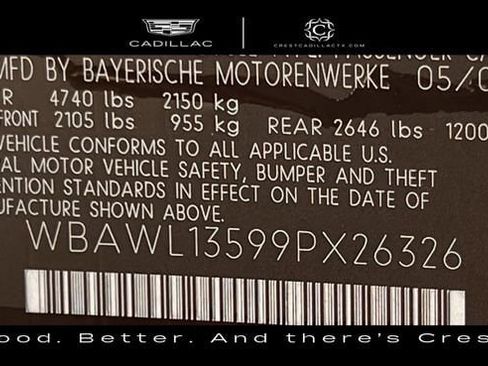 CADILLAC
C
CRESTCADILLACTX.COM
MFD BY BAYERISCHE MOTORENWERKE 05/0
R 4740 lbs 2150 kg
FRONT 2105 lbs 955 kg REAR 2646 lbs 1200
VEHICLE CONFORMS TO ALL APPLICABLE U.S.
AL MOTOR VEHICLE SAFETY, BUMPER AND THEFT
ENTION STANDARDS IN EFFECT ON THE DATE OF
UFACTURE SHOWN ABOVE.
WBAWL13599PX26326
ood. Better. And there's Cres